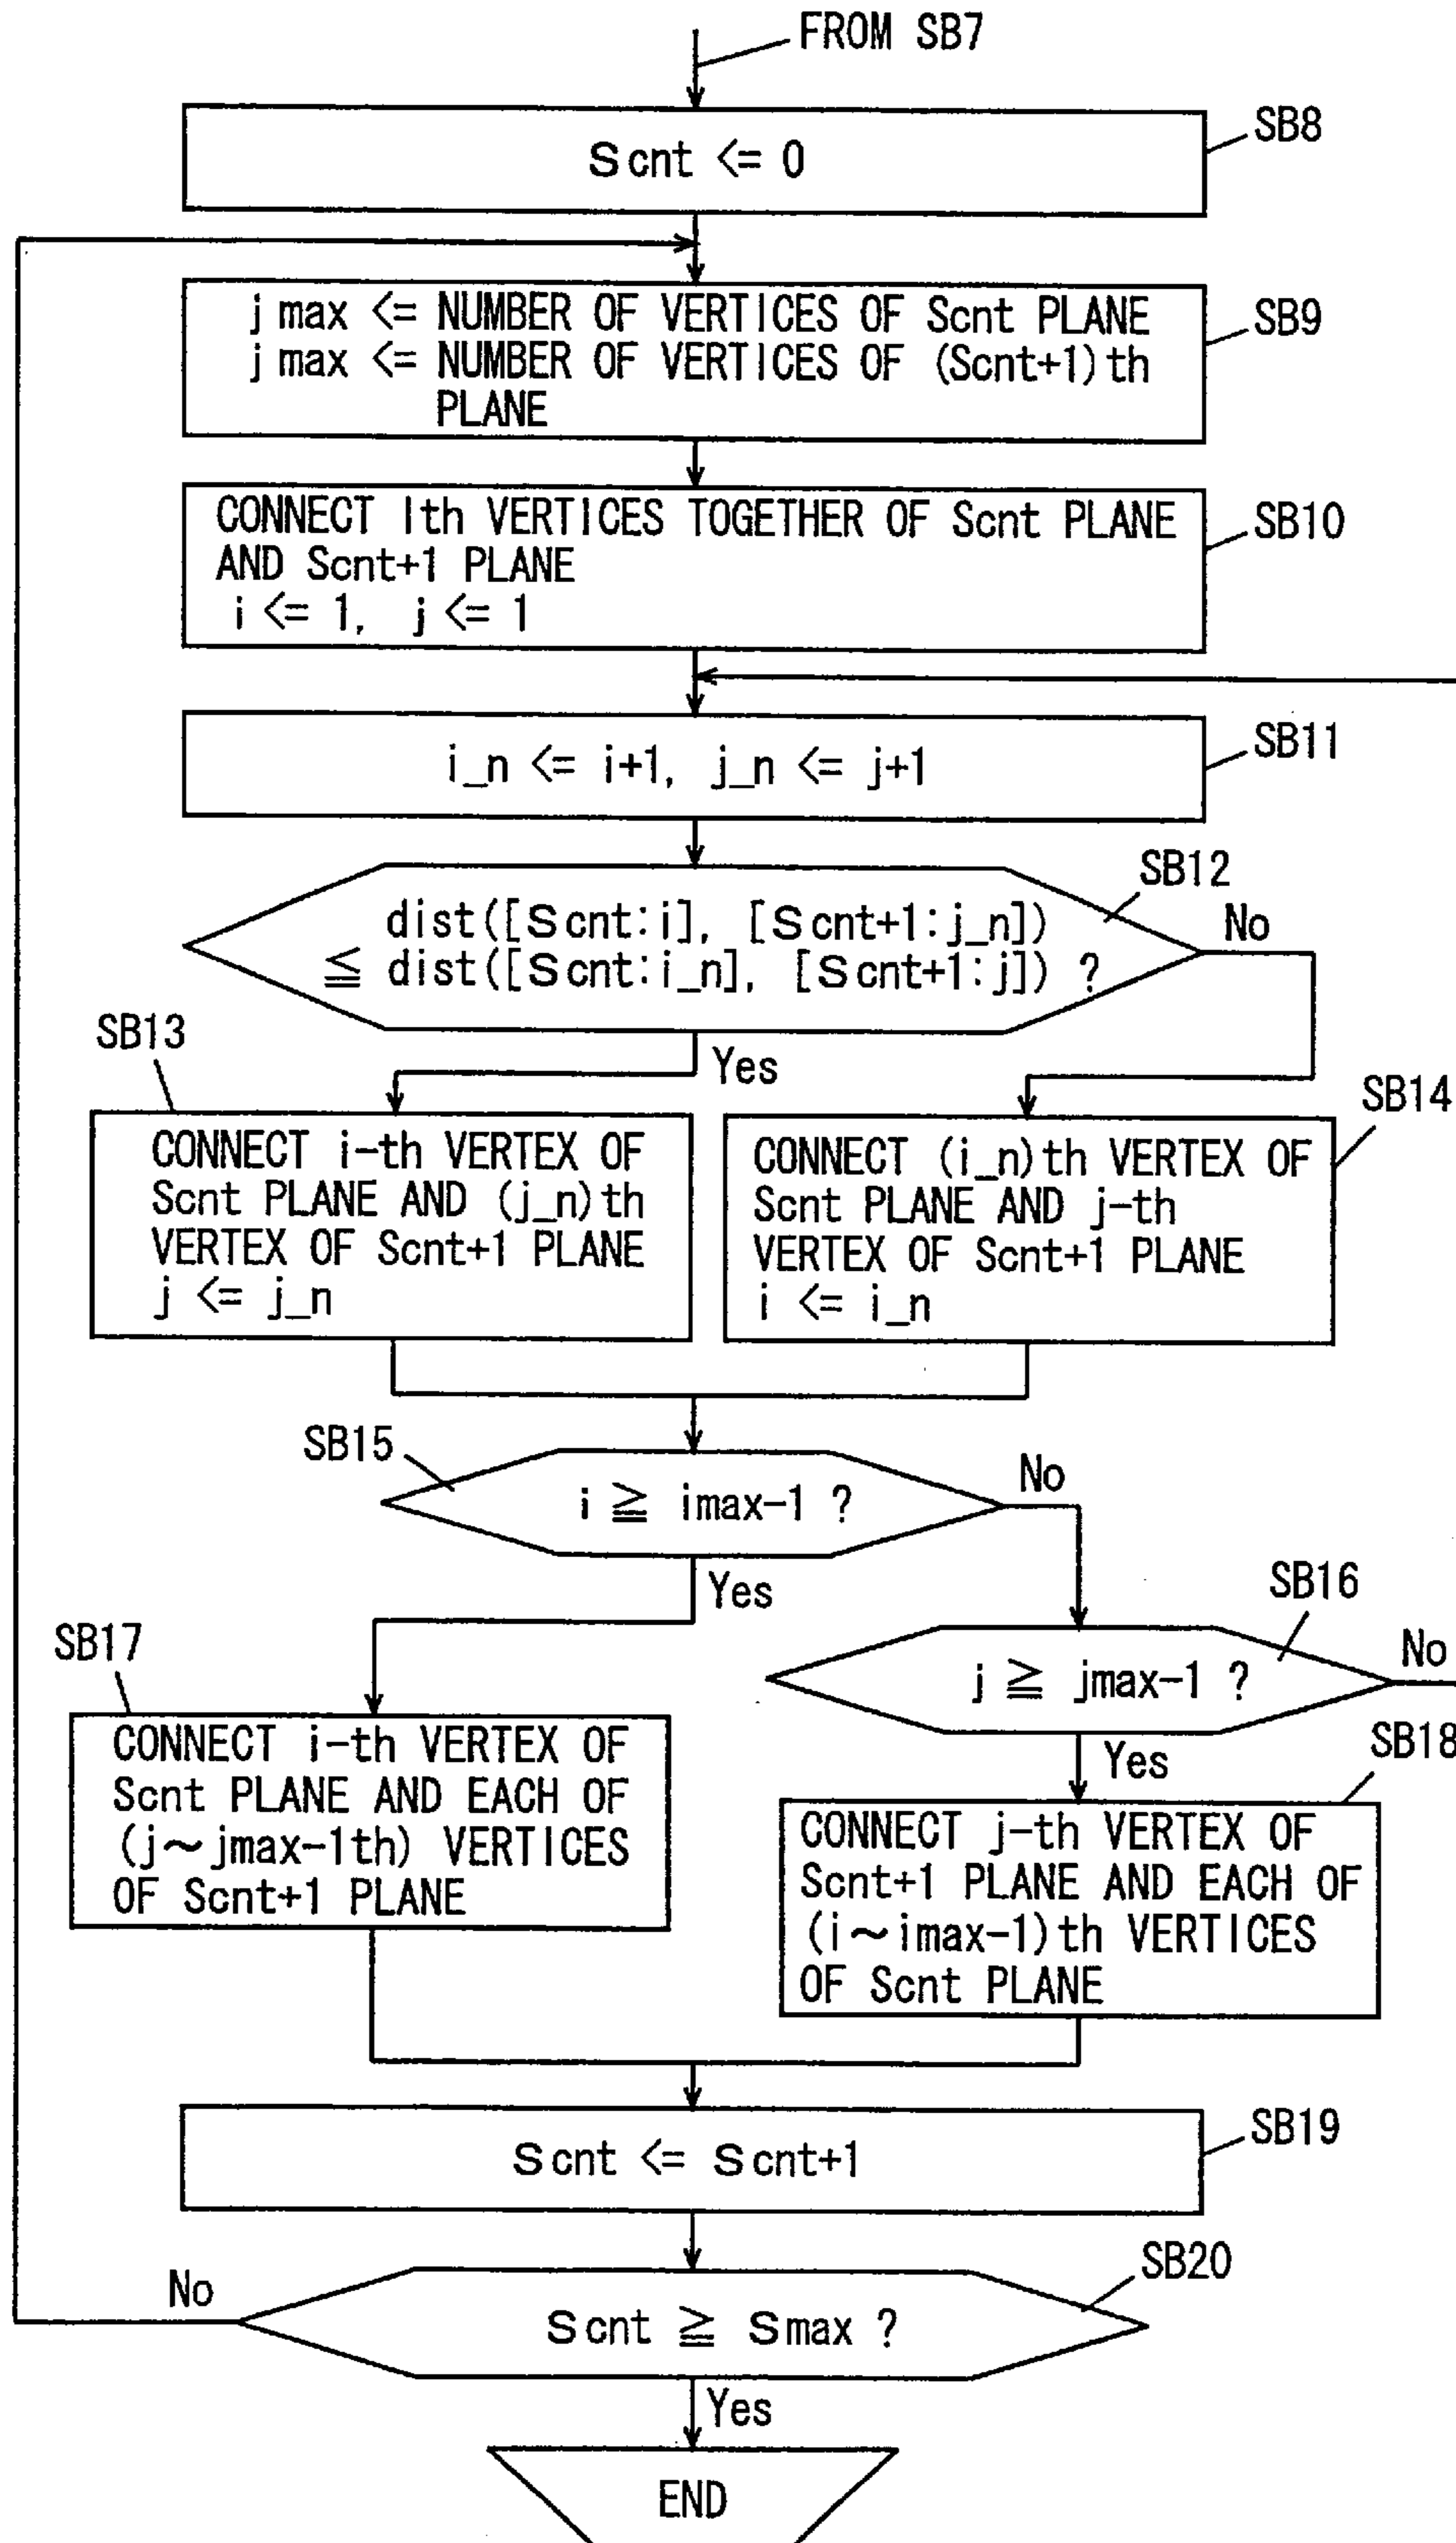 FROM SB7
SB8
Scnt <= 0
SB9
jmax <= NUMBER OF VERTICES OF Scnt PLANE
jmax <= NUMBER OF VERTICES OF (Scnt+1)th
PLANE
SB10
CONNECT Ith VERTICES TOGETHER OF Scnt PLANE
AND Scnt+1 PLANE
i <= 1, j <= 1
SB11
i_n <= i+1, j_n <= j+1
SB12
dist([Scnt:i], [Scnt+1:j_n])
≦ dist([Scnt:i_n], [Scnt+1:j]) ?
No
Yes
SB13
CONNECT i-th VERTEX OF
Scnt PLANE AND (j_n)th
VERTEX OF Scnt+1 PLANE
j <= j_n
SB14
CONNECT (i_n)th VERTEX OF
Scnt PLANE AND j-th
VERTEX OF Scnt+1 PLANE
i <= i_n
SB15
i ≧ imax-1 ?
No
Yes
SB16
j ≧ jmax-1 ?
No
Yes
SB17
CONNECT i-th VERTEX OF
Scnt PLANE AND EACH OF
(j~jmax-1th) VERTICES
OF Scnt+1 PLANE
SB18
CONNECT j-th VERTEX OF
Scnt+1 PLANE AND EACH OF
(i~imax-1)th VERTICES
OF Scnt PLANE
SB19
Scnt <= Scnt+1
SB20
Scnt ≧ Smax ?
No
Yes
END